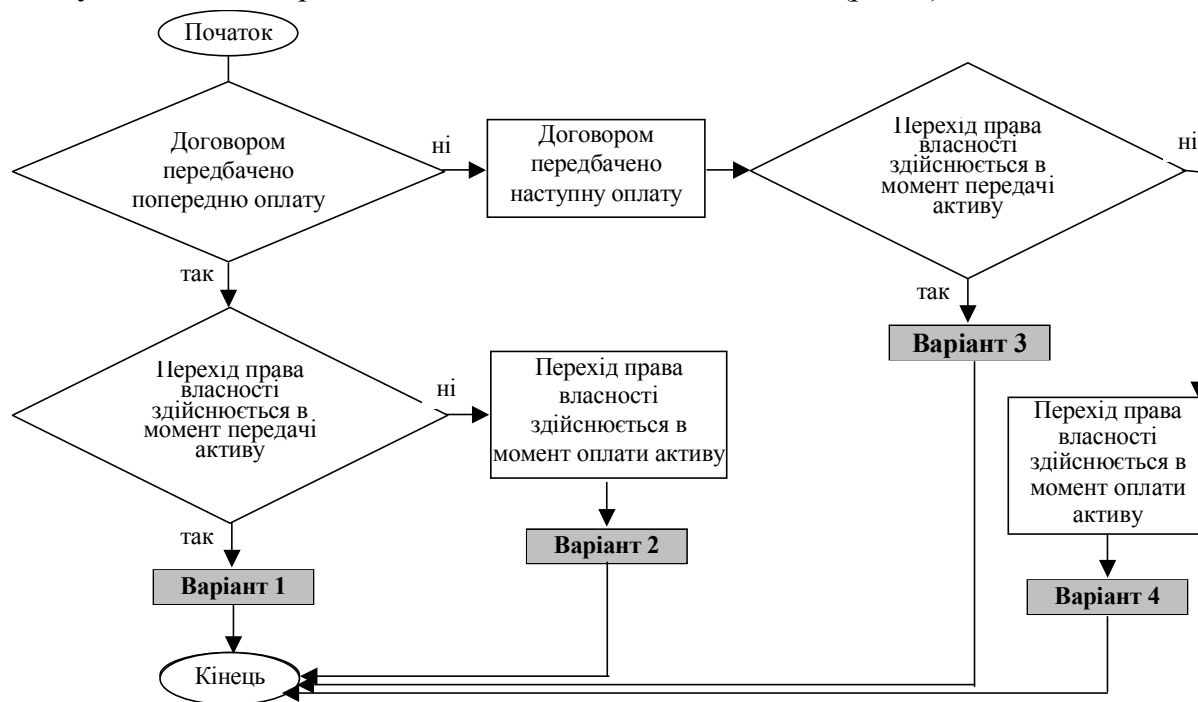 Початок
Договором
передбачено
попередню оплату
ні
Договором
передбачено
наступну оплату
Перехід права
власності
здійснюється в
момент передачі
активу
ні
так
так
Перехід права
власності
здійснюється в
момент передачі
активу
ні
Перехід права
власності
здійснюється в
момент оплати активу
Варіант 3
Перехід права
власності
здійснюється в
момент оплати
активу
так
Варіант 2
Варіант 1
Варіант 4
Кінець